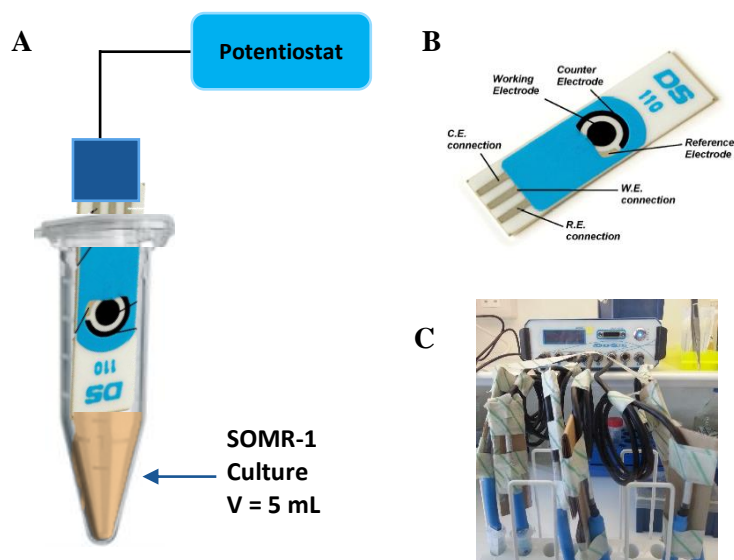 A
Potentiostat
110
DS
SOMR-1
Culture
V = 5 mL
B
Working
Electrode
Counter
Electrode
DS
110
Reference
Electrode
C.E.
connection
W.E.
connection
R.E.
connection
C